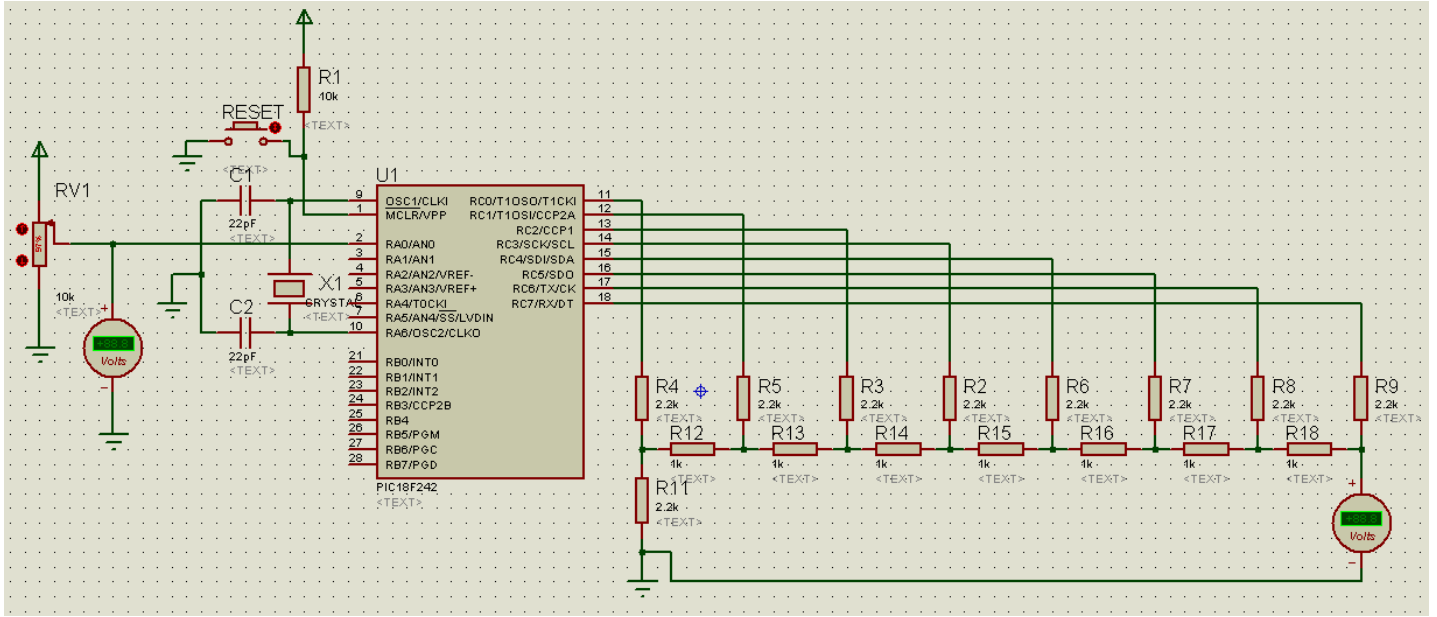 R1
10k
<TEXT>
RESET
<TEXT>
RV1
57%
10k
<TEXT>
+88.8
Volts
C1
22pF
<TEXT>
C2
22pF
<TEXT>
X1
CRYSTAL
<TEXT>
U1
9 OSC1/CLKI RC0/T1OSO/T1CKI 11
1 MCLR/VPP RC1/T1OSI/CCP2A 12
RC2/CCP1 13
2 RA0/AN0 RC3/SCK/SCL 14
3 RA1/AN1 RC4/SDI/SDA 15
4 RA2/AN2/VREF- RC5/SDO 16
5 RA3/AN3/VREF+ RC6/TX/CK 17
6 RA4/TOCKI RC7/RX/DT 18
7 RA5/AN4/SS/LVDIN
10 RA6/OSC2/CLKO
21 RB0/INT0
22 RB1/INT1
23 RB2/INT2
24 RB3/CCP2B
25 RB4
26 RB5/PGM
27 RB6/PGC
28 RB7/PGD
PIC18F242
<TEXT>
R4 R5 R3 R2 R6 R7 R8 R9
2.2k 2.2k 2.2k 2.2k 2.2k 2.2k 2.2k 2.2k
<TEXT> <TEXT> <TEXT> <TEXT> <TEXT> <TEXT> <TEXT> <TEXT>
R12 R13 R14 R15 R16 R17 R18
1k 1k 1k 1k 1k 1k 1k
<TEXT> <TEXT> <TEXT> <TEXT> <TEXT> <TEXT> <TEXT>
R11
2.2k
<TEXT>
+88.8
Volts